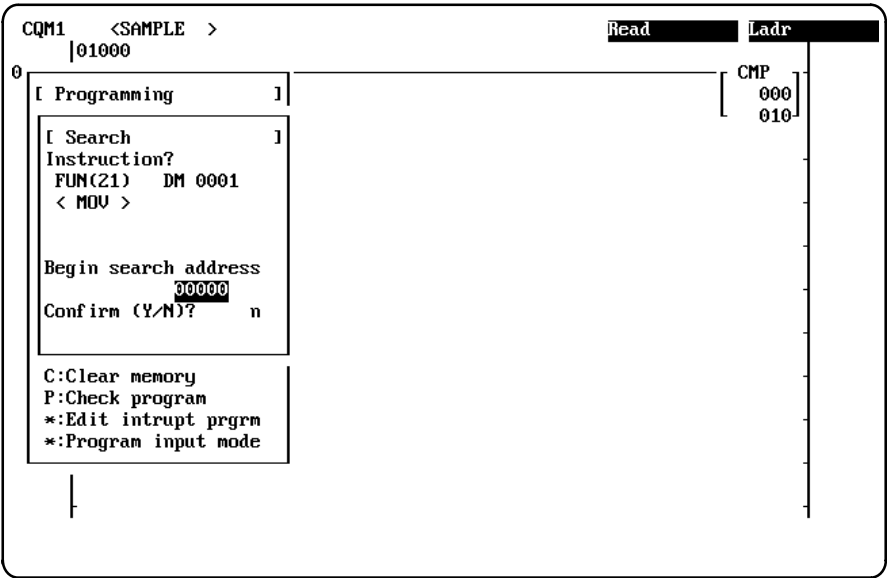 CQM1 <SAMPLE > Read Ladr
01000
0 CMP
[ Programming ] 000
010
[ Search ]
Instruction?
FUN(21) DM 0001
< MOV >
Begin search address
00000
Confirm (Y/N)? n
C:Clear memory
P:Check program
*:Edit intrupt prgrm
*:Program input mode